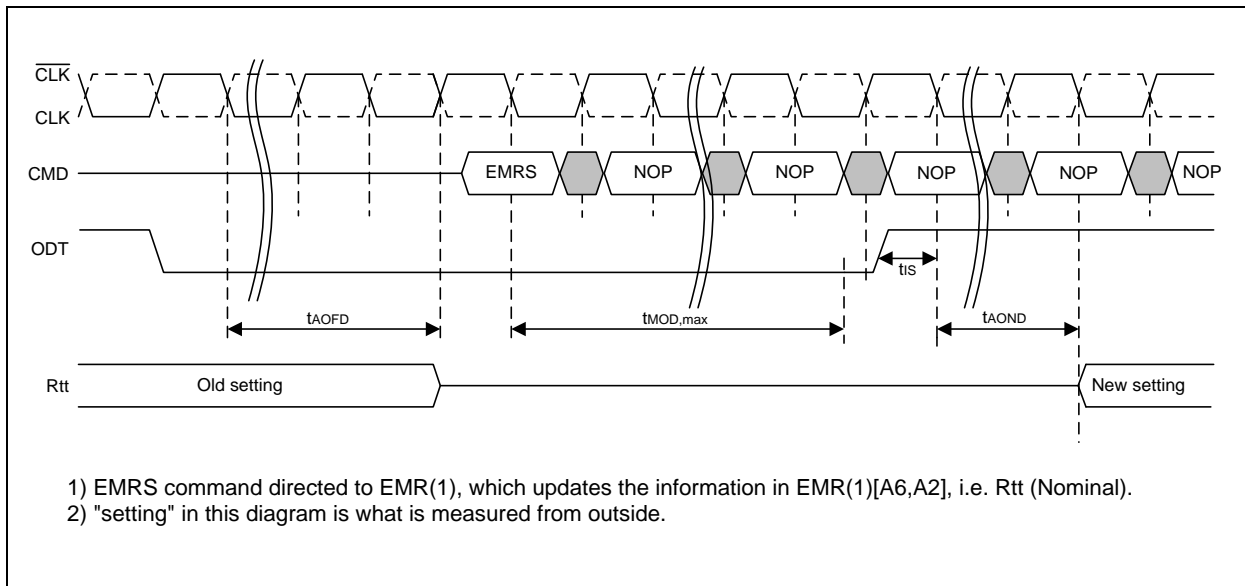 CLK
CLK
CMD
EMRS
NOP
NOP
NOP
NOP
NOP
ODT
tIS
tAOFD
tMOD,max
tAOND
Rtt
Old setting
New setting
1) EMRS command directed to EMR(1), which updates the information in EMR(1)[A6,A2], i.e. Rtt (Nominal).
2) "setting" in this diagram is what is measured from outside.